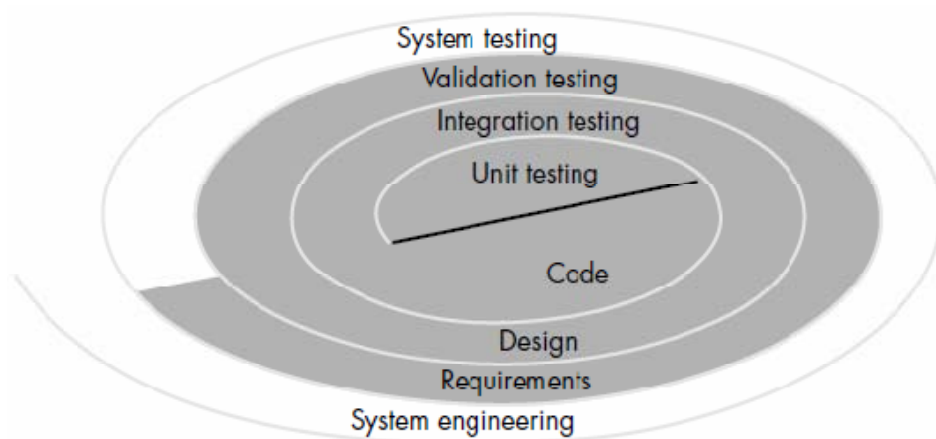 System testing
Validation testing
Integration testing
Unit testing
Code
Design
Requirements
System engineering